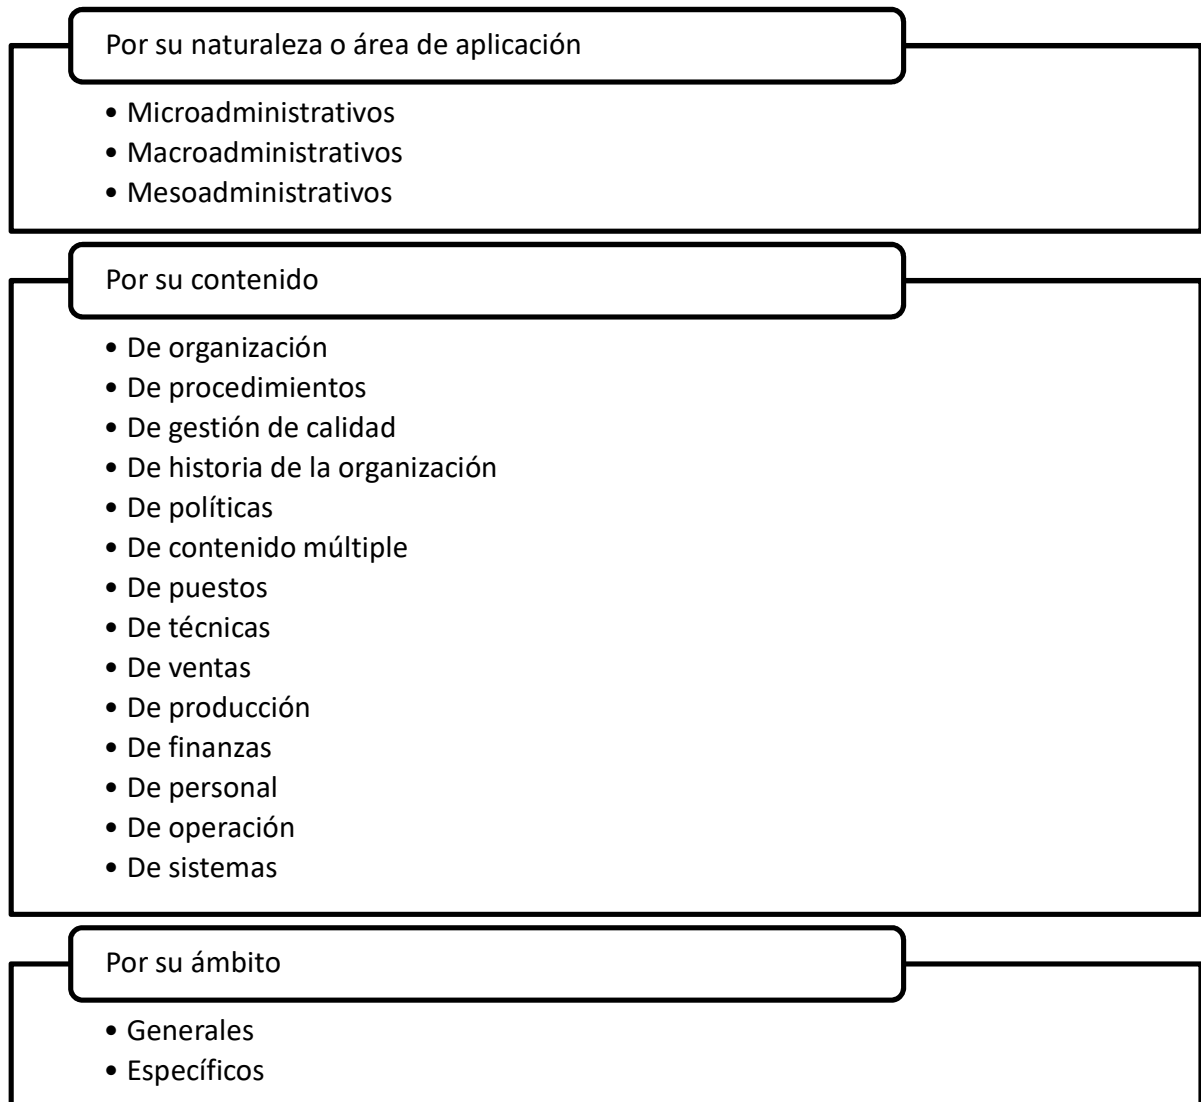 Por su naturaleza o área de aplicación
• Microadministrativos
• Macroadministrativos
• Mesoadministrativos
Por su contenido
• De organización
• De procedimientos
• De gestión de calidad
• De historia de la organización
• De políticas
• De contenido múltiple
• De puestos
• De técnicas
• De ventas
• De producción
• De finanzas
• De personal
• De operación
• De sistemas
Por su ámbito
• Generales
• Específicos